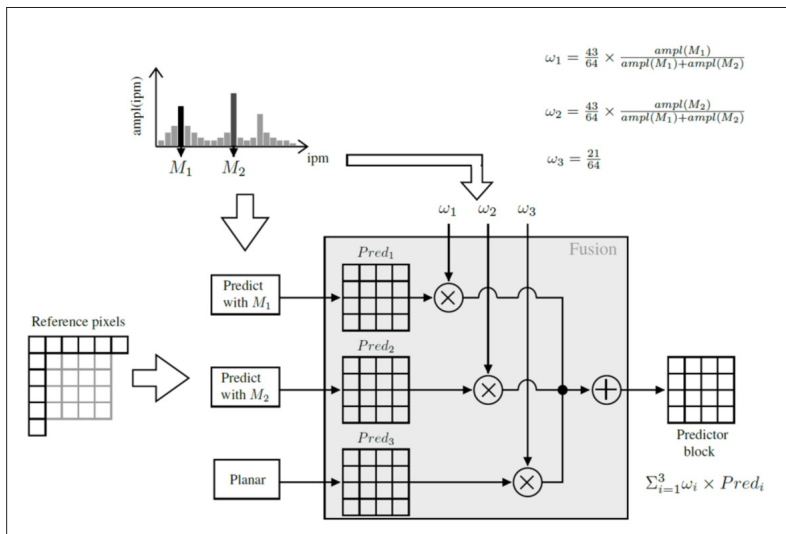 ω₁ = 43/64 × ampl(M₁)/(ampl(M₁)+ampl(M₂))
ampl(ipm)
ω₂ = 43/64 × ampl(M₂)/(ampl(M₁)+ampl(M₂))
M₁ M₂ ipm
ω₃ = 21/64
ω₁ ω₂ ω₃
Fusion
Pred₁
Predict
with M₁
×
Reference pixels
Pred₂
Predict
with M₂
×
+
Predictor
block
Pred₃
Planar
×
Σ³ᵢ₌₁ ωᵢ × Predᵢ